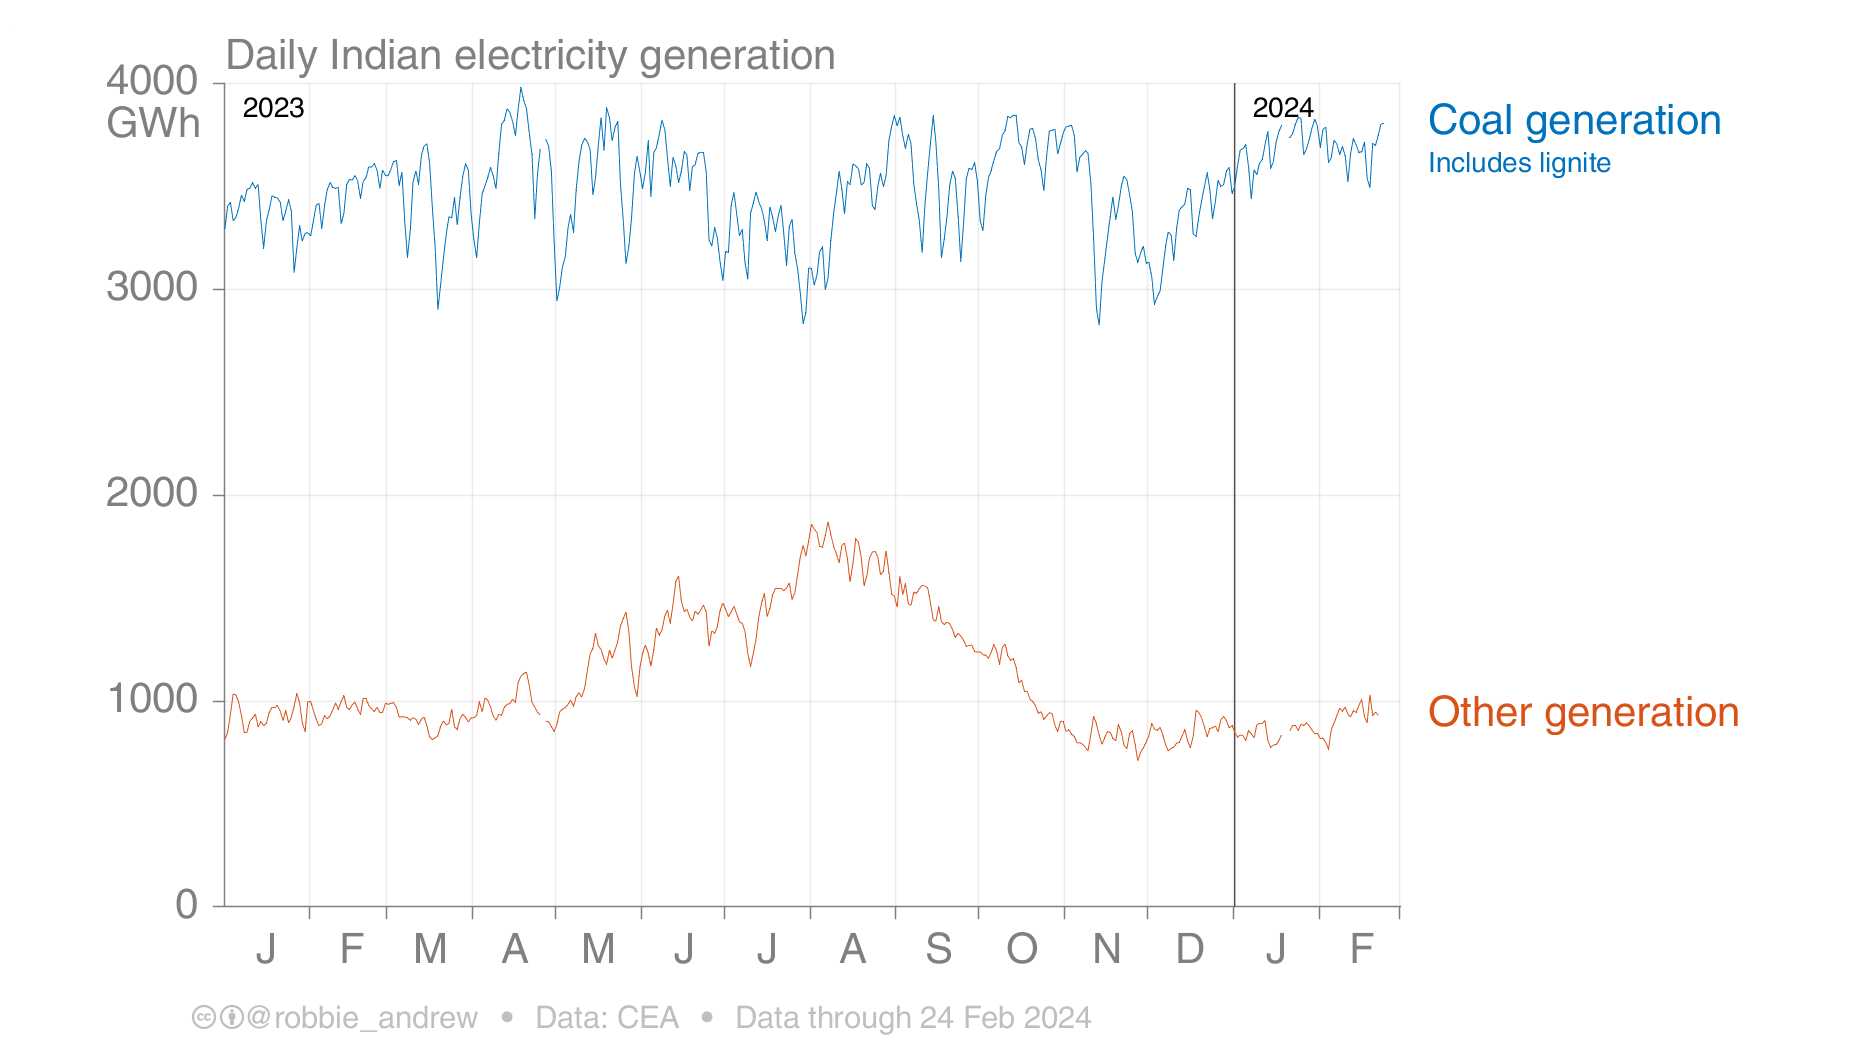 Daily Indian electricity generation
4000
GWh
2023
2024
Coal generation
Includes lignite
3000
2000
1000
Other generation
0
J F M A M J J A S O N D J F
@robbie_andrew • Data: CEA • Data through 24 Feb 2024